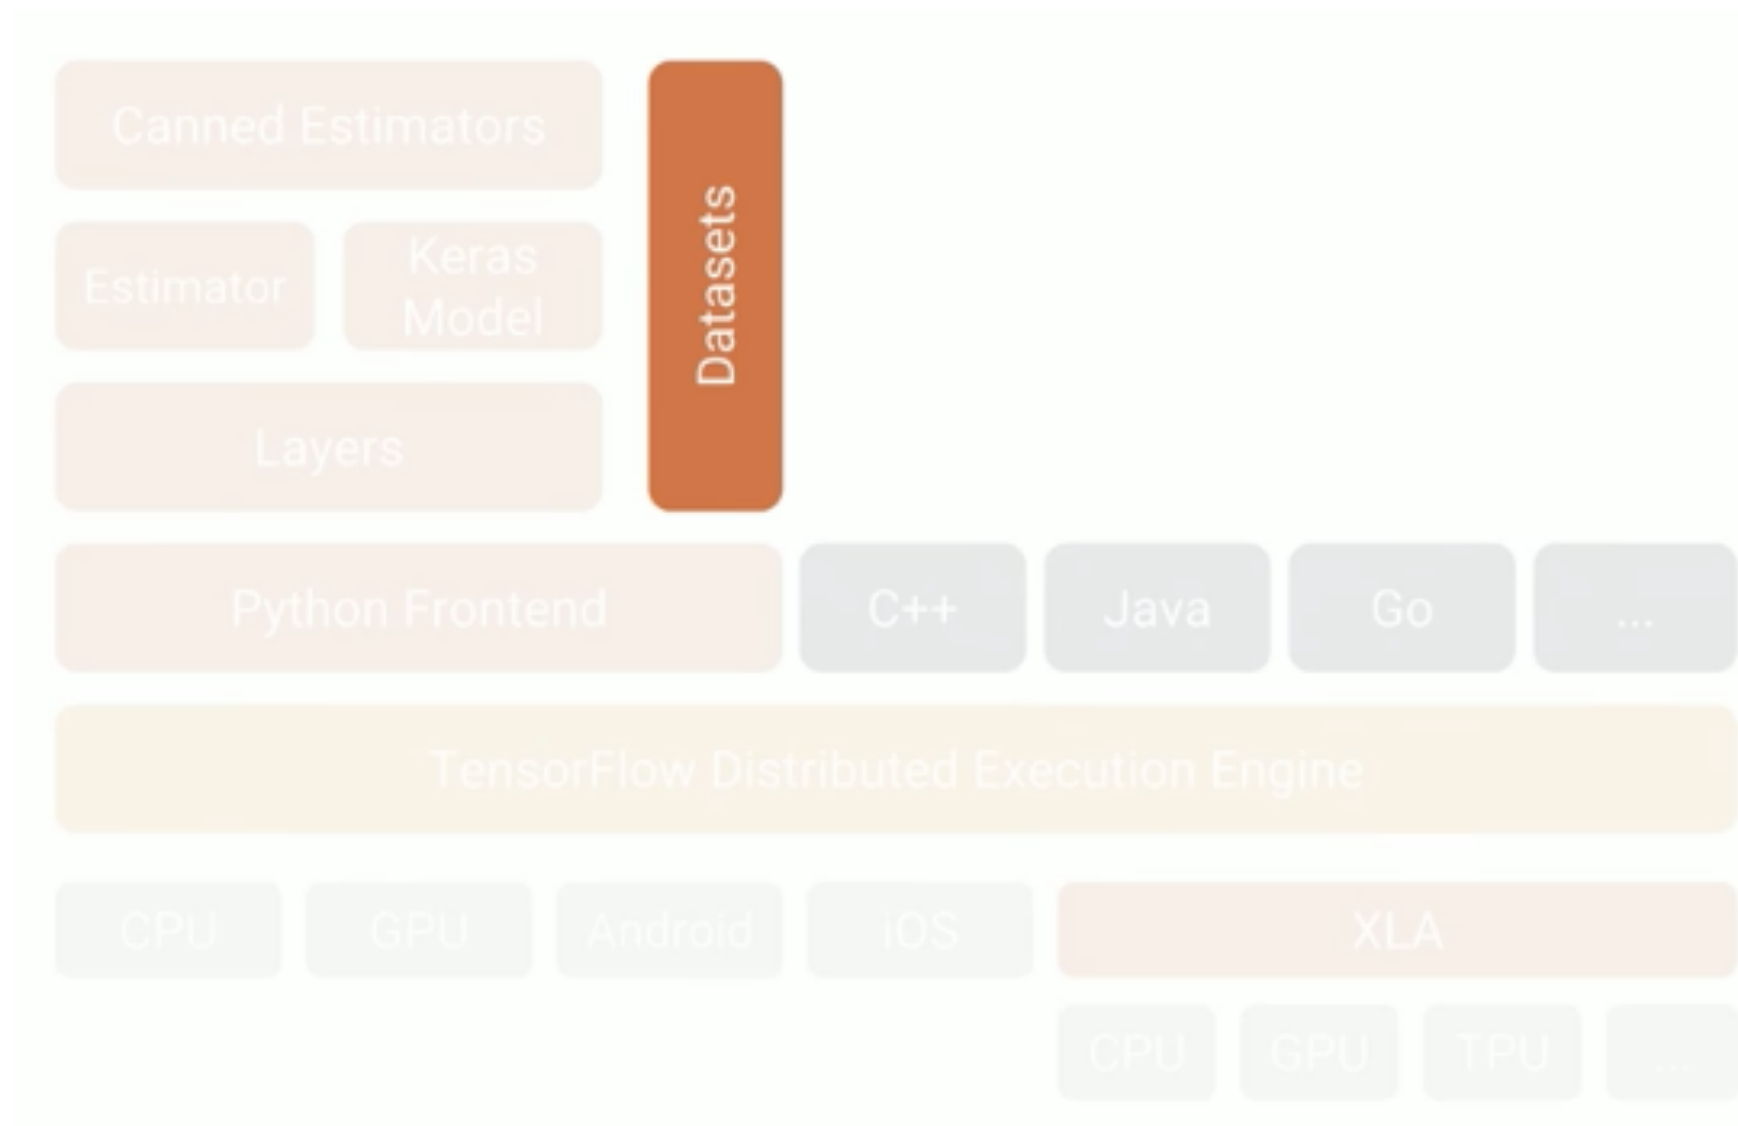 Canned Estimators
Datasets
Estimator
Keras
Model
Layers
Python Frontend
C++
Java
Go
...
TensorFlow Distributed Execution Engine
CPU
GPU
Android
iOS
XLA
CPU
GPU
TPU
...